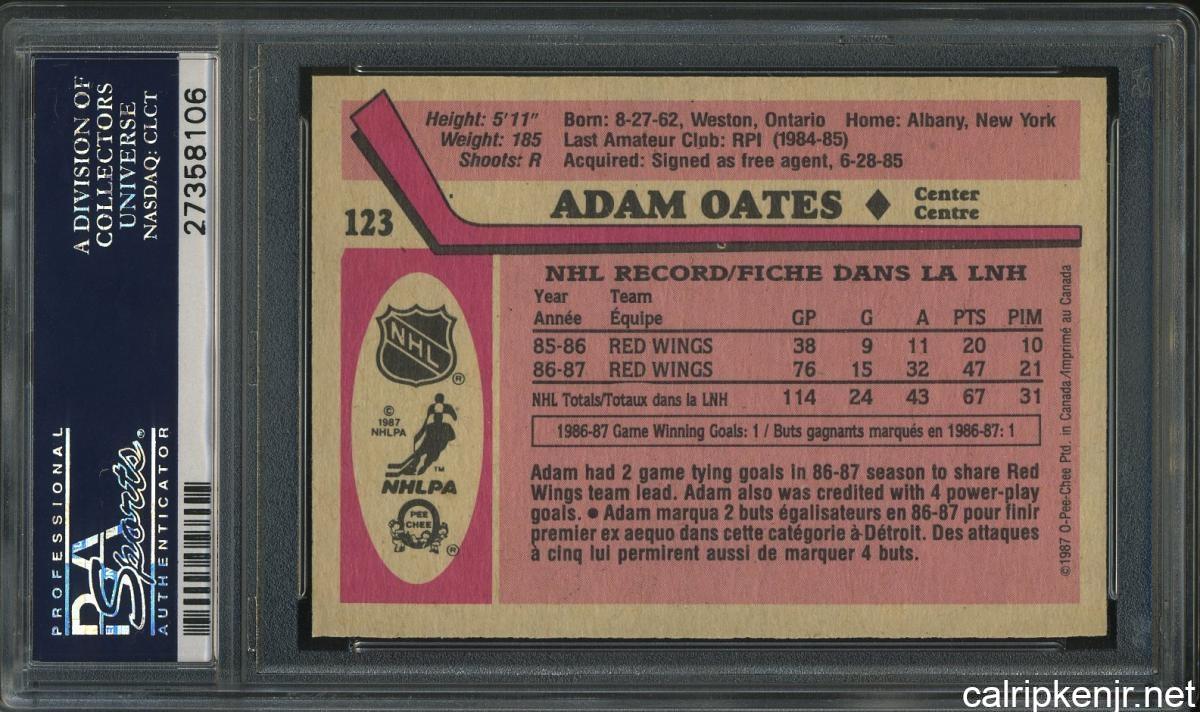 A DIVISION OF
COLLECTORS
UNIVERSE
NASDAQ: CLCT
27358106
PROFESSIONAL
PSA Sports®
AUTHENTICATOR
Height: 5'11" Born: 8-27-62, Weston, Ontario Home: Albany, New York
Weight: 185 Last Amateur Clpb: RPI (1984-85)
Shoots: R Acquired: Signed as free agent, 6-28-85
123
ADAM OATES ♦ Center
Centre
NHL
®
©
1987
NHLPA
TM
NHLPA
PEE
CHEE
®
NHL RECORD/FICHE DANS LA LNH
Year Team
Année Équipe GP G A PTS PIM
85-86 RED WINGS 38 9 11 20 10
86-87 RED WINGS 76 15 32 47 21
NHL Totals/Totaux dans la LNH 114 24 43 67 31
1986-87 Game Winning Goals: 1 / Buts gagnants marqués en 1986-87: 1
Adam had 2 game tying goals in 86-87 season to share Red
Wings team lead. Adam also was credited with 4 power-play
goals. ● Adam marqua 2 buts égalisateurs en 86-87 pour finir
premier ex aequo dans cette catégorie à Détroit. Des attaques
à cinq lui permirent aussi de marquer 4 buts.
©1987 O-Pee-Chee Ptd. in Canada/Imprimé au Canada
calripkenjr.net